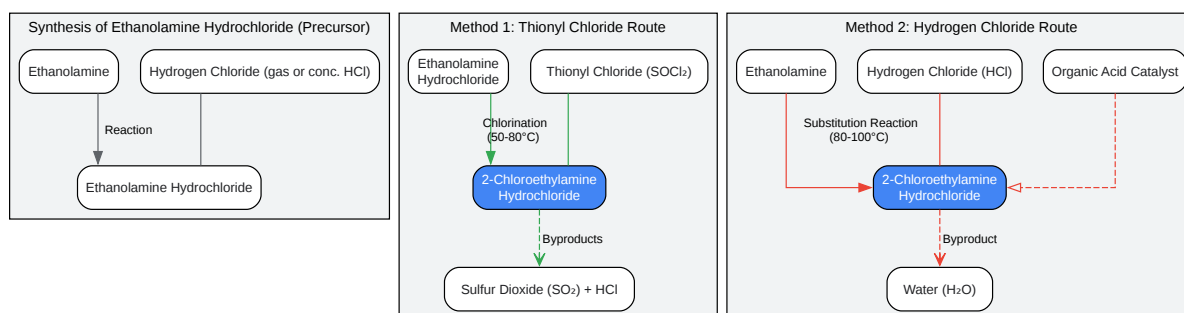 Synthesis of Ethanolamine Hydrochloride (Precursor)
Ethanolamine
Hydrogen Chloride (gas or conc. HCl)
Reaction
Ethanolamine Hydrochloride
Method 1: Thionyl Chloride Route
Ethanolamine
Hydrochloride
Thionyl Chloride (SOCl₂)
Chlorination
(50-80°C)
2-Chloroethylamine
Hydrochloride
Byproducts
Sulfur Dioxide (SO₂) + HCl
Method 2: Hydrogen Chloride Route
Ethanolamine
Hydrogen Chloride (HCl)
Organic Acid Catalyst
Substitution Reaction
(80-100°C)
2-Chloroethylamine
Hydrochloride
Byproduct
Water (H₂O)